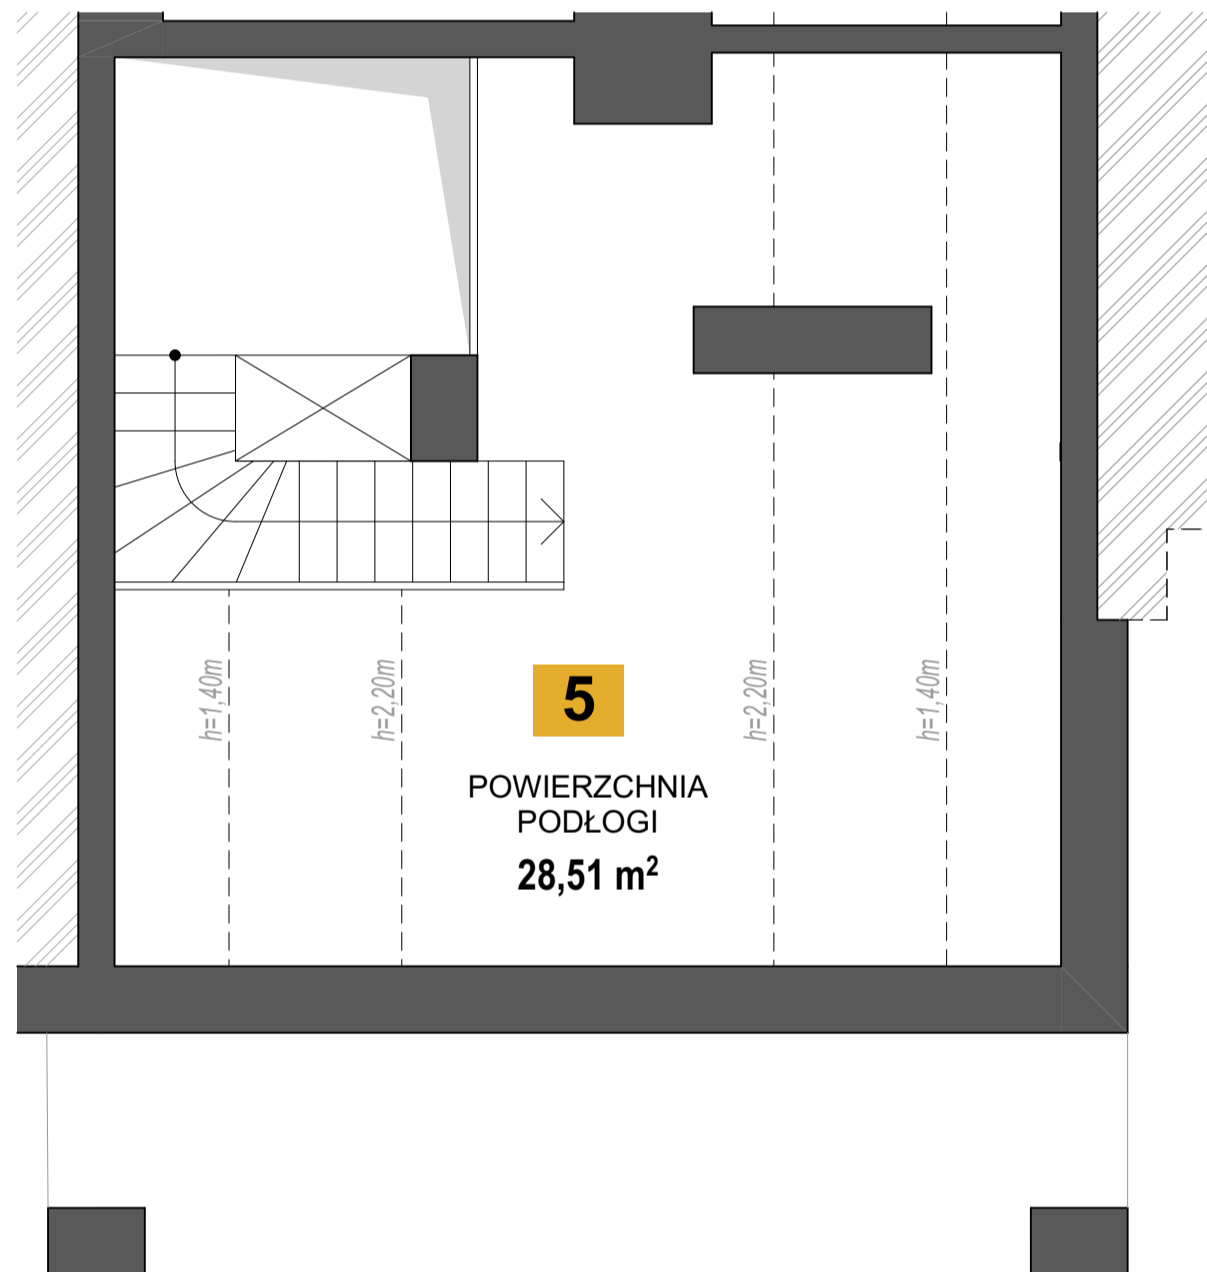 h=1,40m
h=2,20m
5
h=2,20m
h=1,40m
POWIERZCHNIA
PODŁOGI
28,51 m²